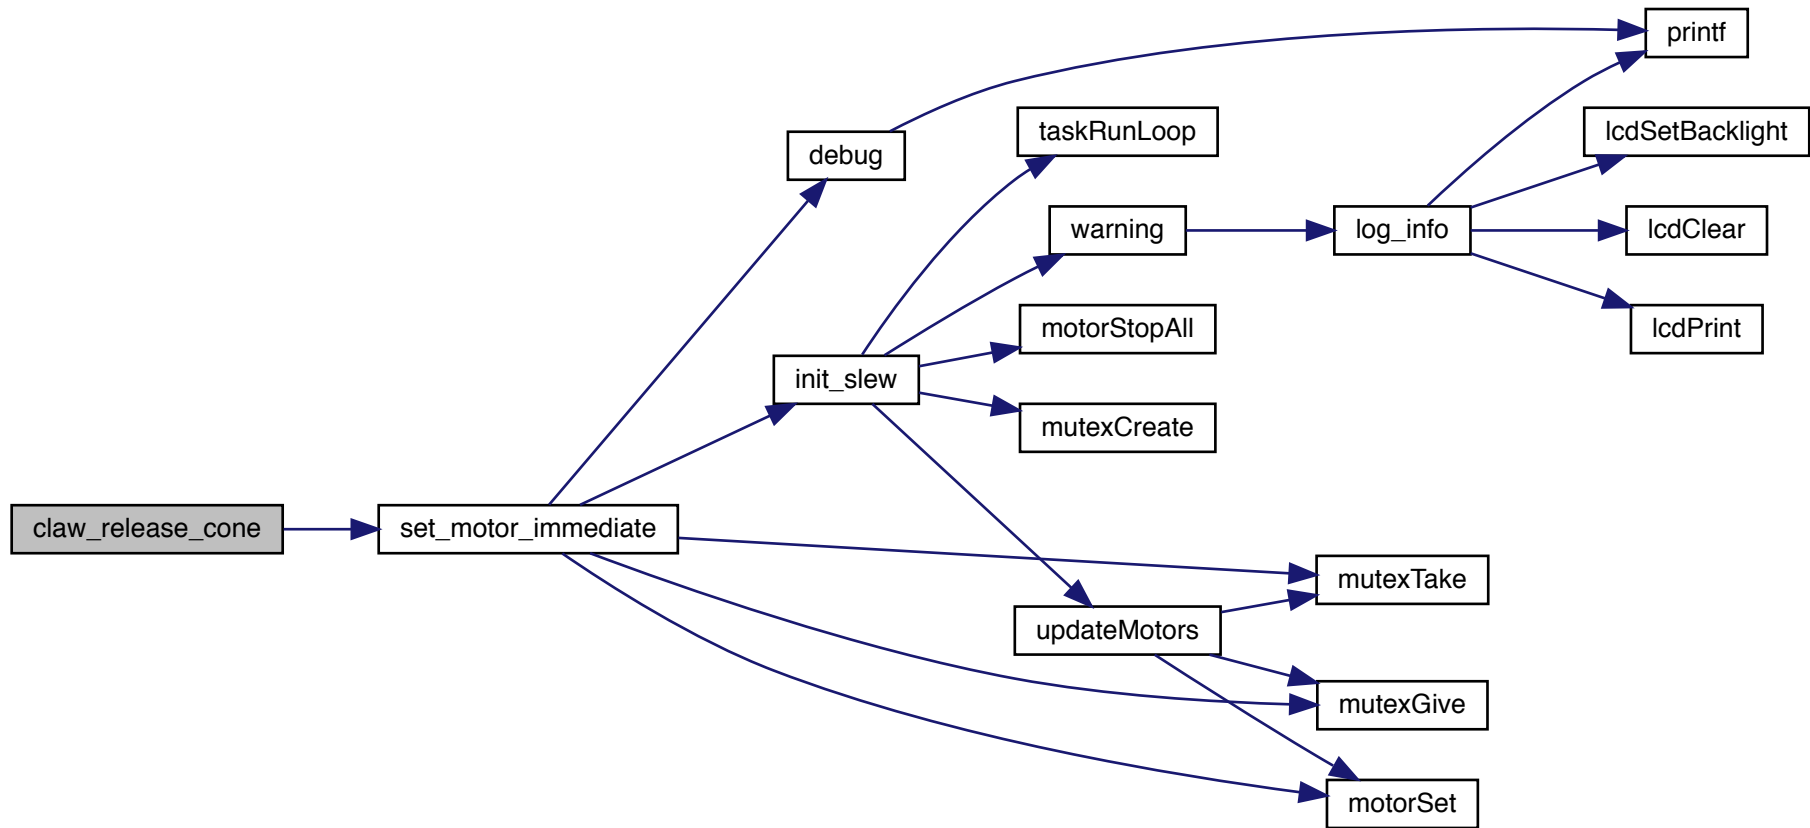 printf
taskRunLoop
lcdSetBacklight
debug
warning
log_info
lcdClear
motorStopAll
lcdPrint
init_slew
mutexCreate
claw_release_cone
set_motor_immediate
mutexTake
updateMotors
mutexGive
motorSet